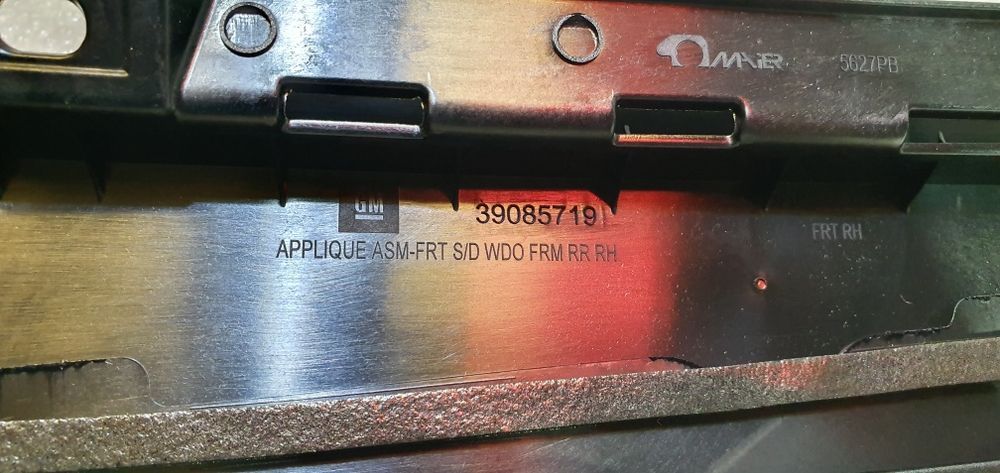 MAIER 5627PB
GM
39085719
APPLIQUE ASM-FRT S/D WDO FRM RR RH
FRT RH